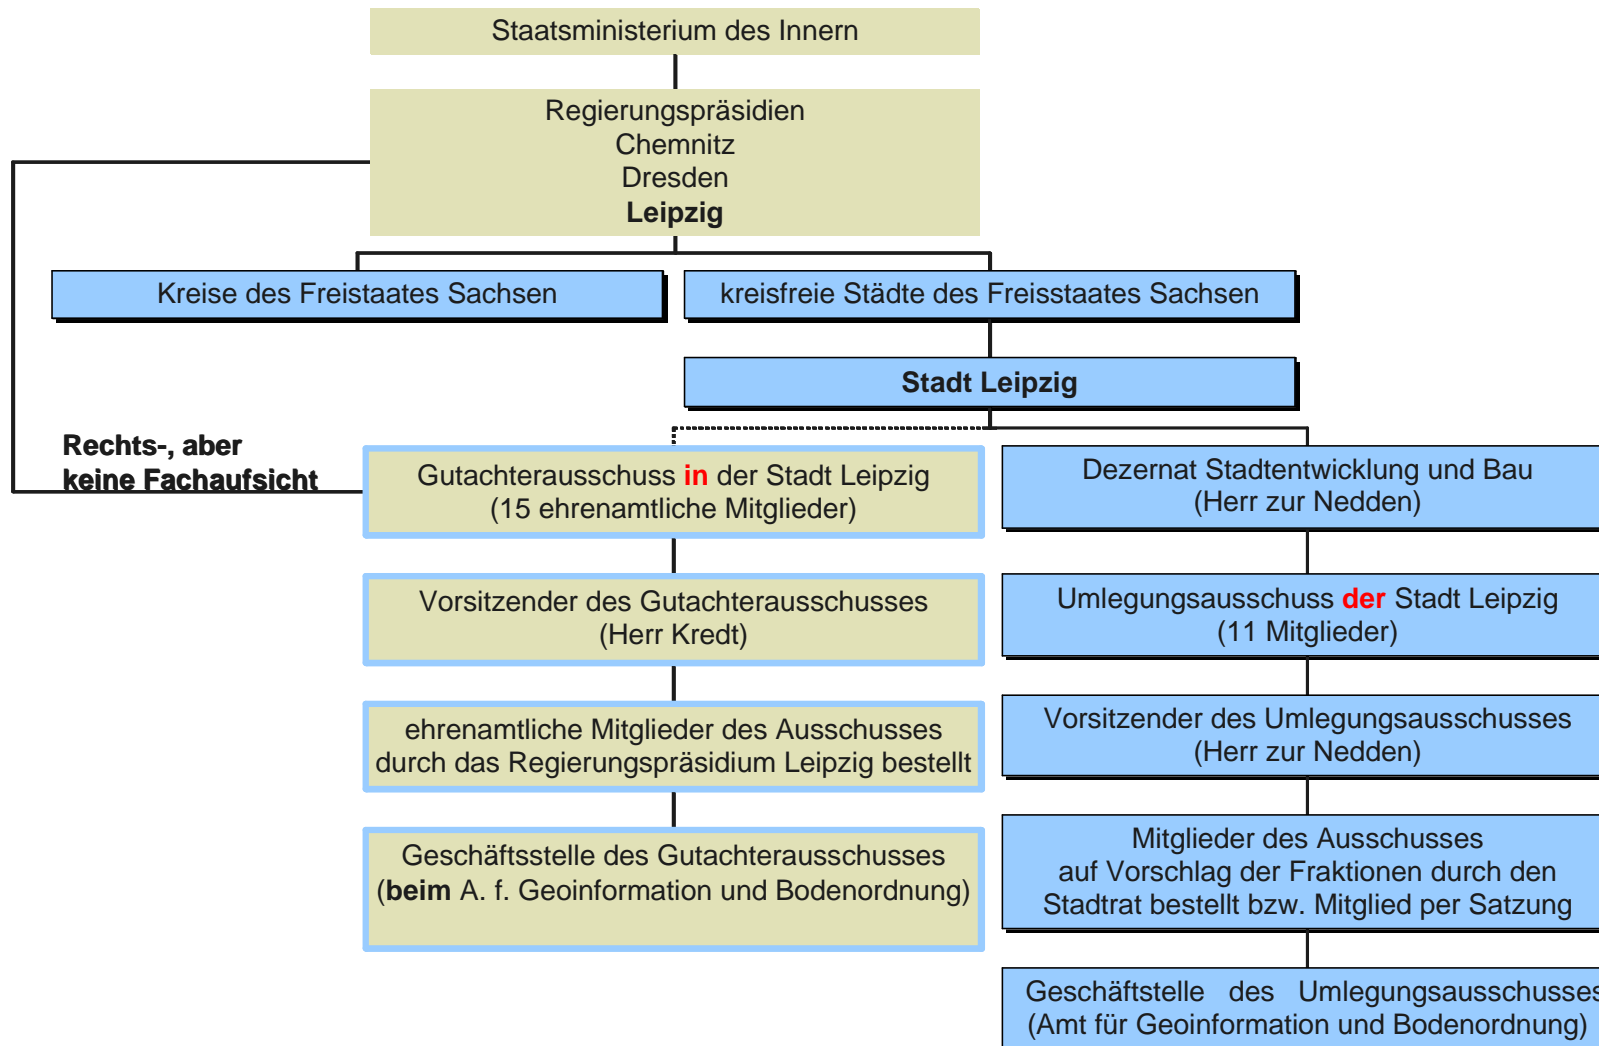 Staatsministerium des Innern
Regierungspräsidien
Chemnitz
Dresden
Leipzig
Kreise des Freistaates Sachsen
kreisfreie Städte des Freisstaates Sachsen
Stadt Leipzig
Rechts-, aber
keine Fachaufsicht
Gutachterausschuss in der Stadt Leipzig
(15 ehrenamtliche Mitglieder)
Dezernat Stadtentwicklung und Bau
(Herr zur Nedden)
Vorsitzender des Gutachterausschusses
(Herr Kredt)
Umlegungsausschuss der Stadt Leipzig
(11 Mitglieder)
ehrenamtliche Mitglieder des Ausschusses
durch das Regierungspräsidium Leipzig bestellt
Vorsitzender des Umlegungsausschusses
(Herr zur Nedden)
Geschäftsstelle des Gutachterausschusses
(beim A. f. Geoinformation und Bodenordnung)
Mitglieder des Ausschusses
auf Vorschlag der Fraktionen durch den
Stadtrat bestellt bzw. Mitglied per Satzung
Geschäftstelle des Umlegungsausschusses
(Amt für Geoinformation und Bodenordnung)